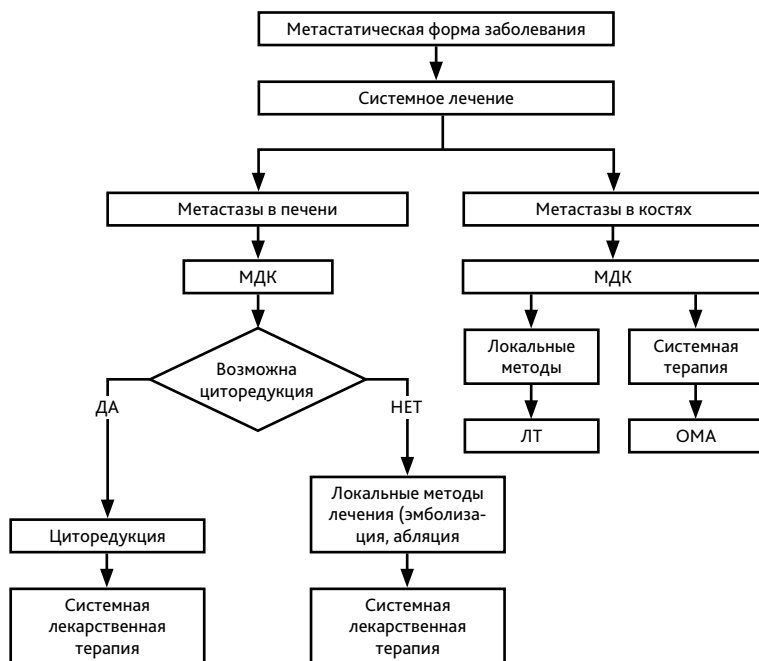 Метастатическая форма заболевания
Системное лечение
Метастазы в печени
Метастазы в костях
МДК
МДК
Возможна
циторедукция
Локальные
методы
Системная
терапия
ДА
НЕТ
ЛТ
ОМА
Циторедукция
Локальные методы
лечения (эмболиза-
ция, абляция
Системная
лекарственная
терапия
Системная
лекарственная
терапия